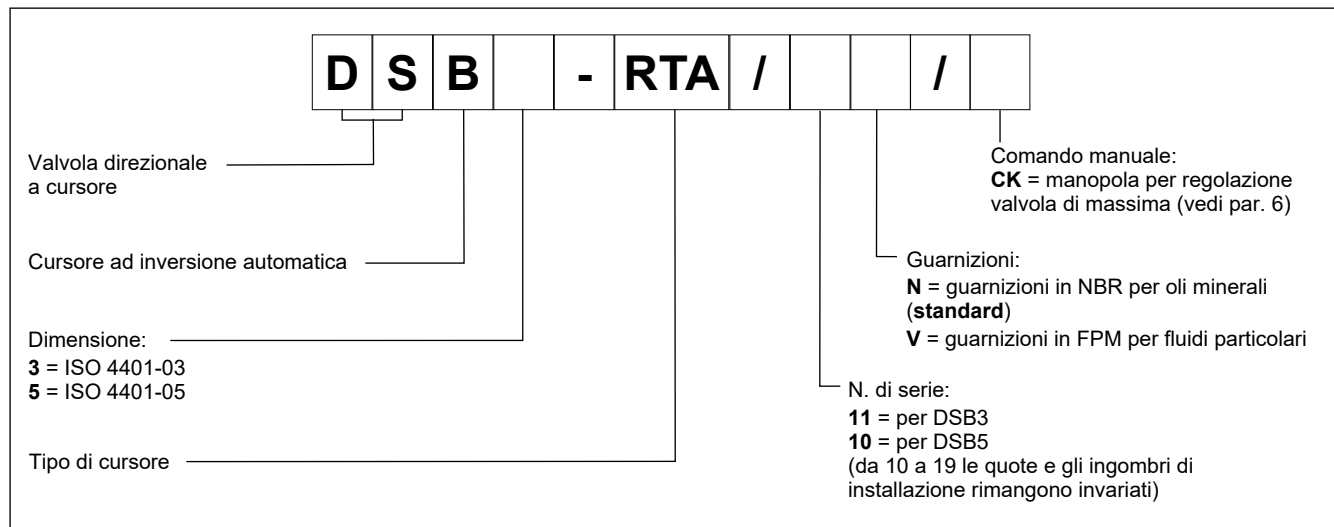 D S B - RTA / /
Valvola direzionale
a cursore
Cursore ad inversione automatica
Dimensione:
3 = ISO 4401-03
5 = ISO 4401-05
Tipo di cursore
Comando manuale:
CK = manopola per regolazione
valvola di massima (vedi par. 6)
Guarnizioni:
N = guarnizioni in NBR per oli minerali
(standard)
V = guarnizioni in FPM per fluidi particolari
N. di serie:
11 = per DSB3
10 = per DSB5
(da 10 a 19 le quote e gli ingombri di
installazione rimangono invariati)